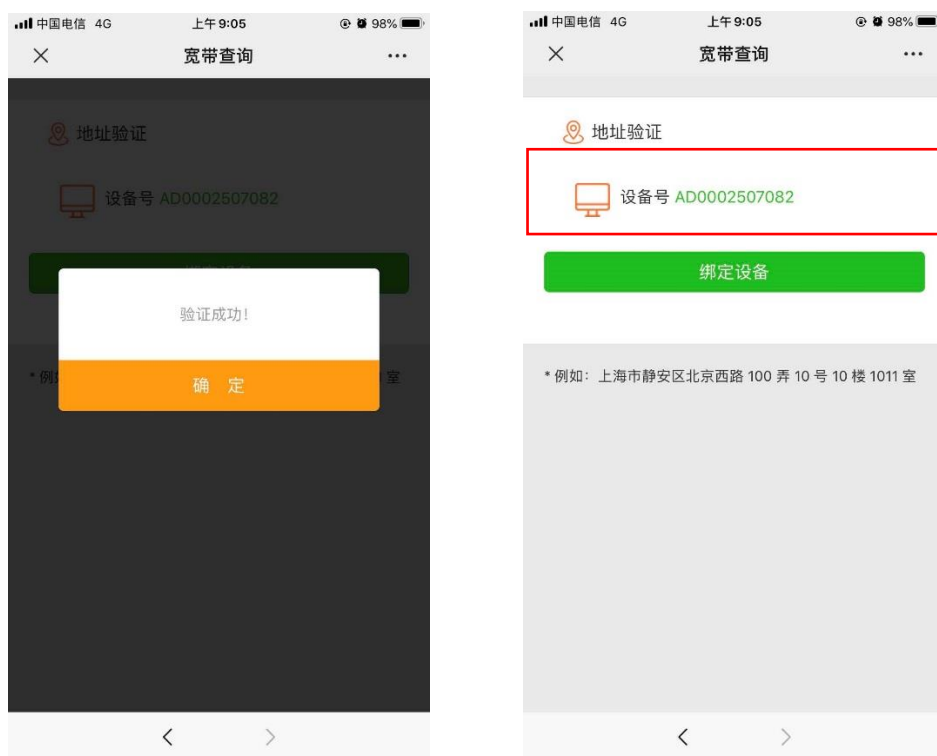 中国电信 4G 上午 9:05 98%
宽带查询
地址验证
设备号 AD0002507082
验证成功!
确 定
* 例
室
中国电信 4G 上午 9:05 98%
宽带查询
地址验证
设备号 AD0002507082
绑定设备
* 例如: 上海市静安区北京西路 100 弄 10 号 10 楼 1011 室